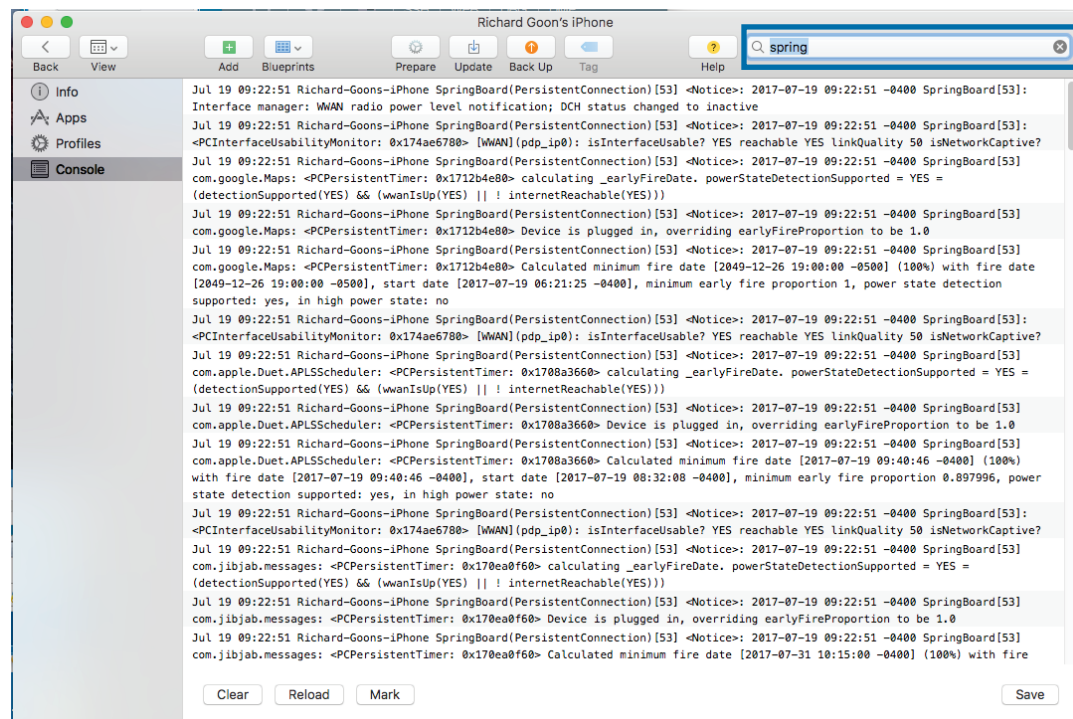 Richard Goon's iPhone
spring
Back View Add Blueprints Prepare Update Back Up Tag Help
Info
Apps
Profiles
Console
Jul 19 09:22:51 Richard-Goons-iPhone SpringBoard(PersistentConnection)[53] <Notice>: 2017-07-19 09:22:51 -0400 SpringBoard[53]:
Interface manager: WWAN radio power level notification; DCH status changed to inactive
Jul 19 09:22:51 Richard-Goons-iPhone SpringBoard(PersistentConnection)[53] <Notice>: 2017-07-19 09:22:51 -0400 SpringBoard[53]:
<PCInterfaceUsabilityMonitor: 0x174ae6780> [WWAN](pdp_ip0): isInterfaceUsable? YES reachable YES linkQuality 50 isNetworkCaptive?
Jul 19 09:22:51 Richard-Goons-iPhone SpringBoard(PersistentConnection)[53] <Notice>: 2017-07-19 09:22:51 -0400 SpringBoard[53]
com.google.Maps: <PCPersistentTimer: 0x1712b4e80> calculating _earlyFireDate. powerStateDetectionSupported = YES =
(detectionSupported(YES) && (wwanIsUp(YES) || ! internetReachable(YES)))
Jul 19 09:22:51 Richard-Goons-iPhone SpringBoard(PersistentConnection)[53] <Notice>: 2017-07-19 09:22:51 -0400 SpringBoard[53]
com.google.Maps: <PCPersistentTimer: 0x1712b4e80> Device is plugged in, overriding earlyFireProportion to be 1.0
Jul 19 09:22:51 Richard-Goons-iPhone SpringBoard(PersistentConnection)[53] <Notice>: 2017-07-19 09:22:51 -0400 SpringBoard[53]
com.google.Maps: <PCPersistentTimer: 0x1712b4e80> Calculated minimum fire date [2049-12-26 19:00:00 -0500] (100%) with fire date
[2049-12-26 19:00:00 -0500], start date [2017-07-19 06:21:25 -0400], minimum early fire proportion 1, power state detection
supported: yes, in high power state: no
Jul 19 09:22:51 Richard-Goons-iPhone SpringBoard(PersistentConnection)[53] <Notice>: 2017-07-19 09:22:51 -0400 SpringBoard[53]:
<PCInterfaceUsabilityMonitor: 0x174ae6780> [WWAN](pdp_ip0): isInterfaceUsable? YES reachable YES linkQuality 50 isNetworkCaptive?
Jul 19 09:22:51 Richard-Goons-iPhone SpringBoard(PersistentConnection)[53] <Notice>: 2017-07-19 09:22:51 -0400 SpringBoard[53]
com.apple.Duet.APLSScheduler: <PCPersistentTimer: 0x1708a3660> calculating _earlyFireDate. powerStateDetectionSupported = YES =
(detectionSupported(YES) && (wwanIsUp(YES) || ! internetReachable(YES)))
Jul 19 09:22:51 Richard-Goons-iPhone SpringBoard(PersistentConnection)[53] <Notice>: 2017-07-19 09:22:51 -0400 SpringBoard[53]
com.apple.Duet.APLSScheduler: <PCPersistentTimer: 0x1708a3660> Device is plugged in, overriding earlyFireProportion to be 1.0
Jul 19 09:22:51 Richard-Goons-iPhone SpringBoard(PersistentConnection)[53] <Notice>: 2017-07-19 09:22:51 -0400 SpringBoard[53]
com.apple.Duet.APLSScheduler: <PCPersistentTimer: 0x1708a3660> Calculated minimum fire date [2017-07-19 09:40:46 -0400] (100%)
with fire date [2017-07-19 09:40:46 -0400], start date [2017-07-19 08:32:08 -0400], minimum early fire proportion 0.897996, power
state detection supported: yes, in high power state: no
Jul 19 09:22:51 Richard-Goons-iPhone SpringBoard(PersistentConnection)[53] <Notice>: 2017-07-19 09:22:51 -0400 SpringBoard[53]:
<PCInterfaceUsabilityMonitor: 0x174ae6780> [WWAN](pdp_ip0): isInterfaceUsable? YES reachable YES linkQuality 50 isNetworkCaptive?
Jul 19 09:22:51 Richard-Goons-iPhone SpringBoard(PersistentConnection)[53] <Notice>: 2017-07-19 09:22:51 -0400 SpringBoard[53]
com.jibjab.messages: <PCPersistentTimer: 0x170ea0f60> calculating _earlyFireDate. powerStateDetectionSupported = YES =
(detectionSupported(YES) && (wwanIsUp(YES) || ! internetReachable(YES)))
Jul 19 09:22:51 Richard-Goons-iPhone SpringBoard(PersistentConnection)[53] <Notice>: 2017-07-19 09:22:51 -0400 SpringBoard[53]
com.jibjab.messages: <PCPersistentTimer: 0x170ea0f60> Device is plugged in, overriding earlyFireProportion to be 1.0
Jul 19 09:22:51 Richard-Goons-iPhone SpringBoard(PersistentConnection)[53] <Notice>: 2017-07-19 09:22:51 -0400 SpringBoard[53]
com.jibjab.messages: <PCPersistentTimer: 0x170ea0f60> Calculated minimum fire date [2017-07-31 10:15:00 -0400] (100%) with fire
Clear Reload Mark Save